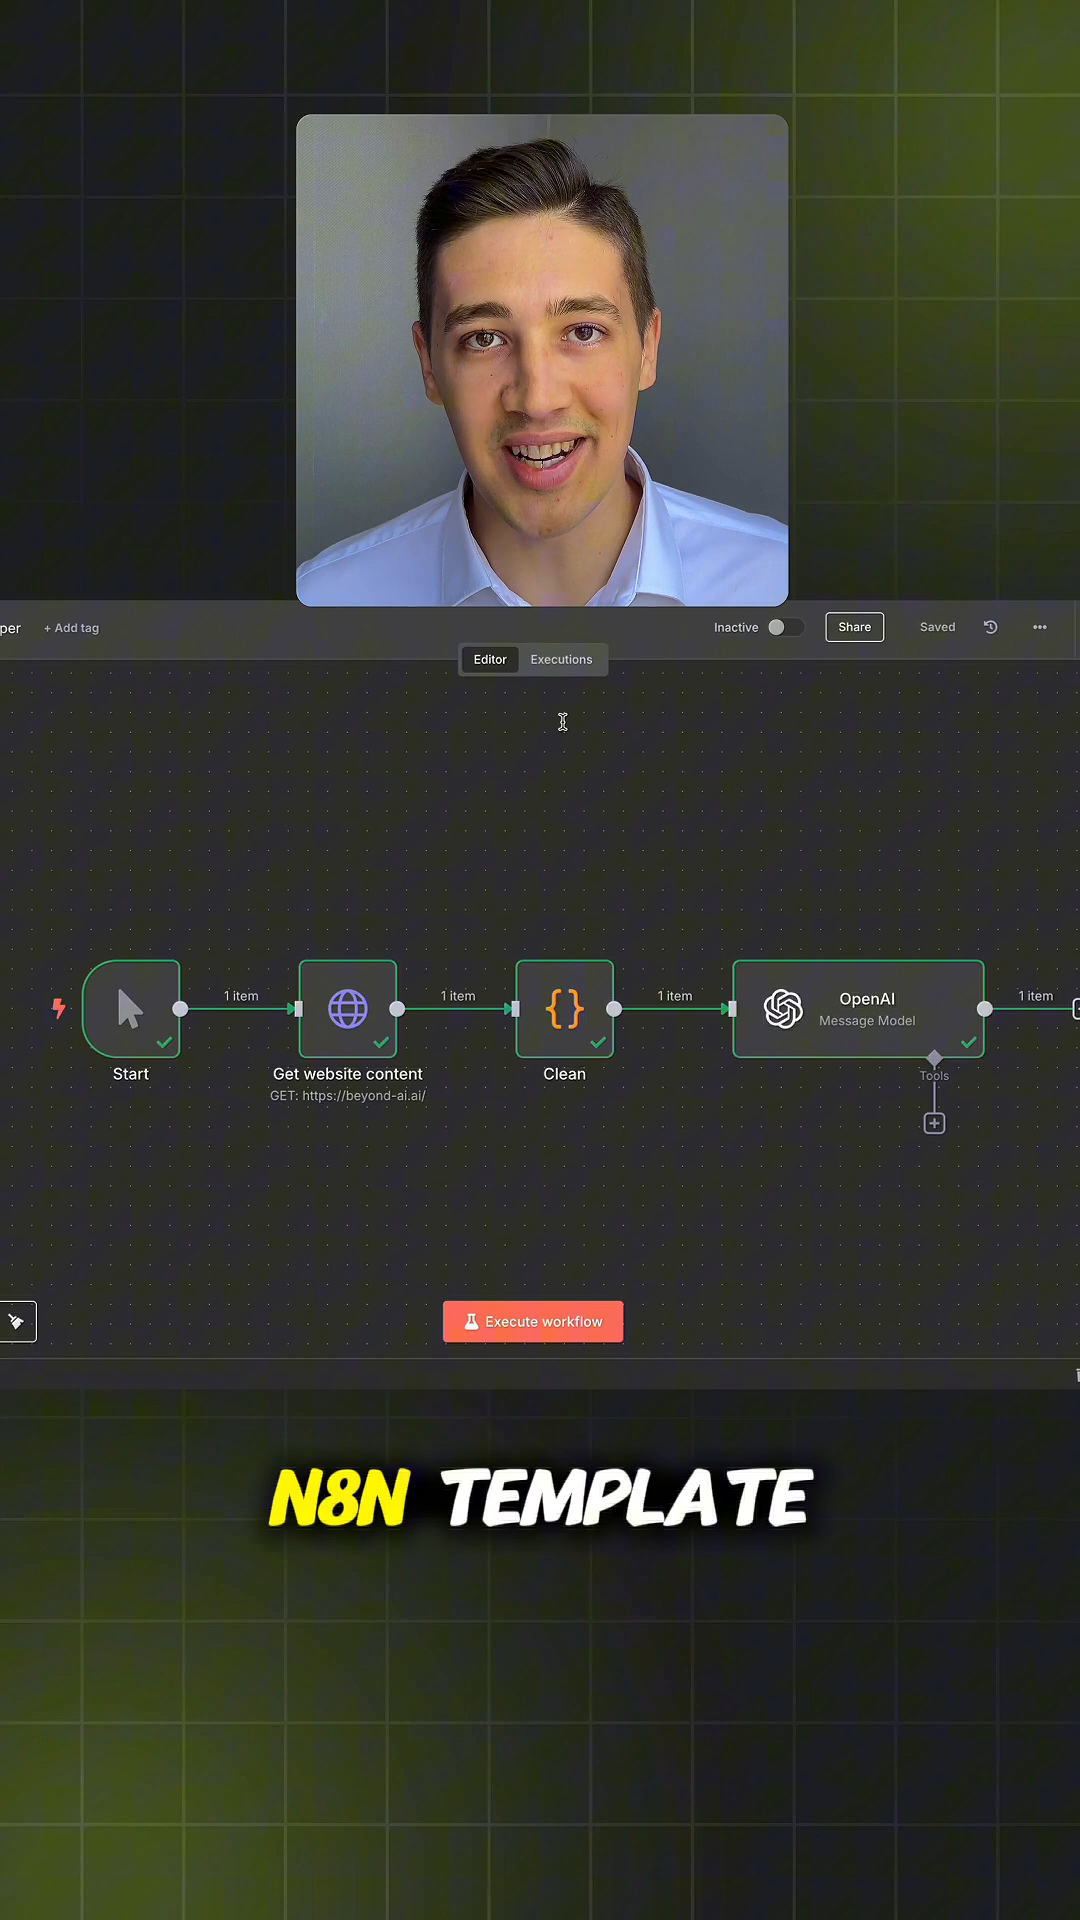 per + Add tag Inactive Share Saved
Editor Executions
1 item 1 item 1 item 1 item
OpenAI
Message Model
Start Get website content Clean Tools
GET: https://beyond-ai.ai/
Execute workflow
N8N TEMPLATE